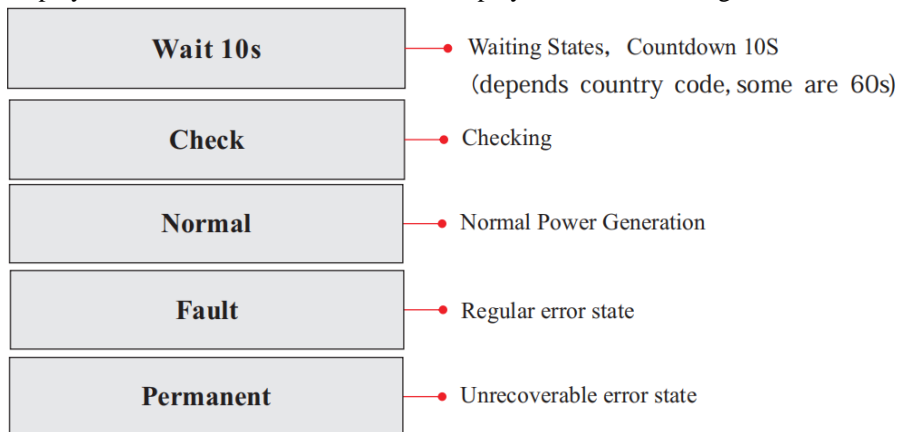 Wait 10s
Waiting States, Countdown 10S
(depends country code, some are 60s)
Check
Checking
Normal
Normal Power Generation
Fault
Regular error state
Permanent
Unrecoverable error state